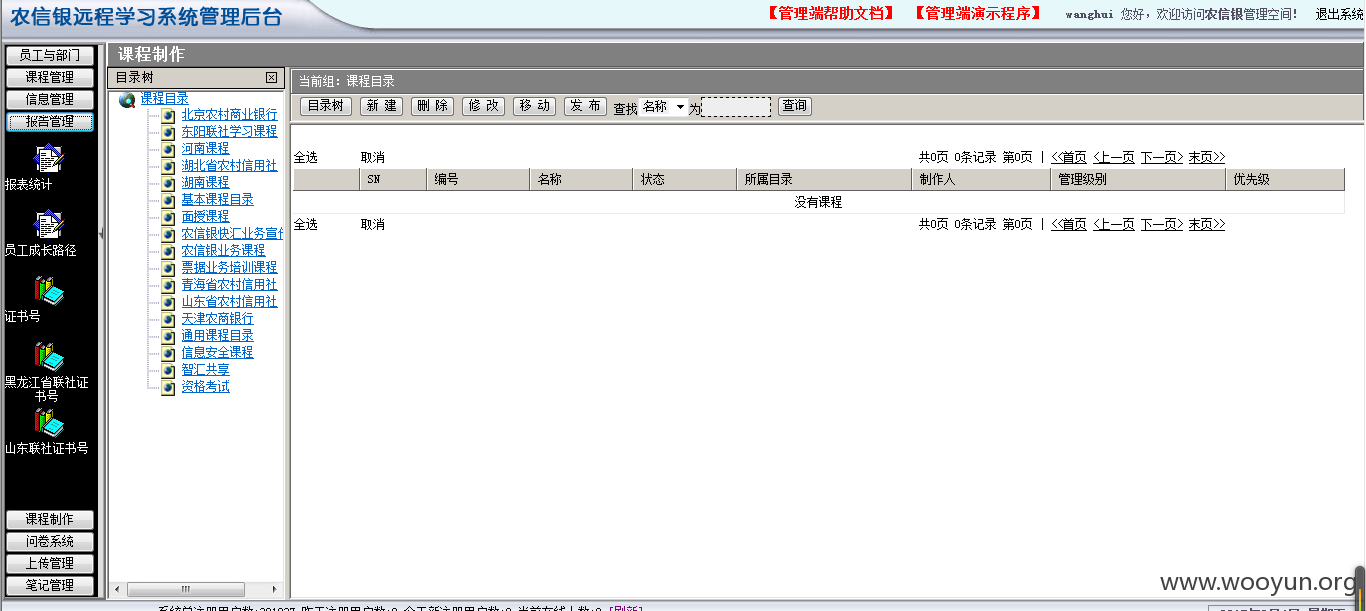 农信银远程学习系统管理后台
【管理端帮助文档】 【管理端演示程序】 wanghui 您好，欢迎访问农信银管理空间！ 退出系统
员工与部门
课程管理
信息管理
报告管理
报表统计
员工成长路径
证书号
黑龙江省联社证书号
山东联社证书号
课程制作
问卷系统
上传管理
笔记管理
课程制作
目录树
课程目录
北京农村商业银行
东阳联社学习课程
河南课程
湖北省农村信用社
湖南课程
基本课程目录
面授课程
农信银快汇业务宣传
农信银业务课程
票据业务培训课程
青海省农村信用社
山东省农村信用社
天津农商银行
通用课程目录
信息安全课程
智汇共享
资格考试
当前组：课程目录
目录树 新 建 删 除 修 改 移 动 发 布 查找 名称 为 查询
全选 取消 共0页 0条记录 第0页 | <<首页 <上一页 下一页> 末页>>
SN 编号 名称 状态 所属目录 制作人 管理级别 优先级
没有课程
全选 取消 共0页 0条记录 第0页 | <<首页 <上一页 下一页> 末页>>
www.wooyun.org